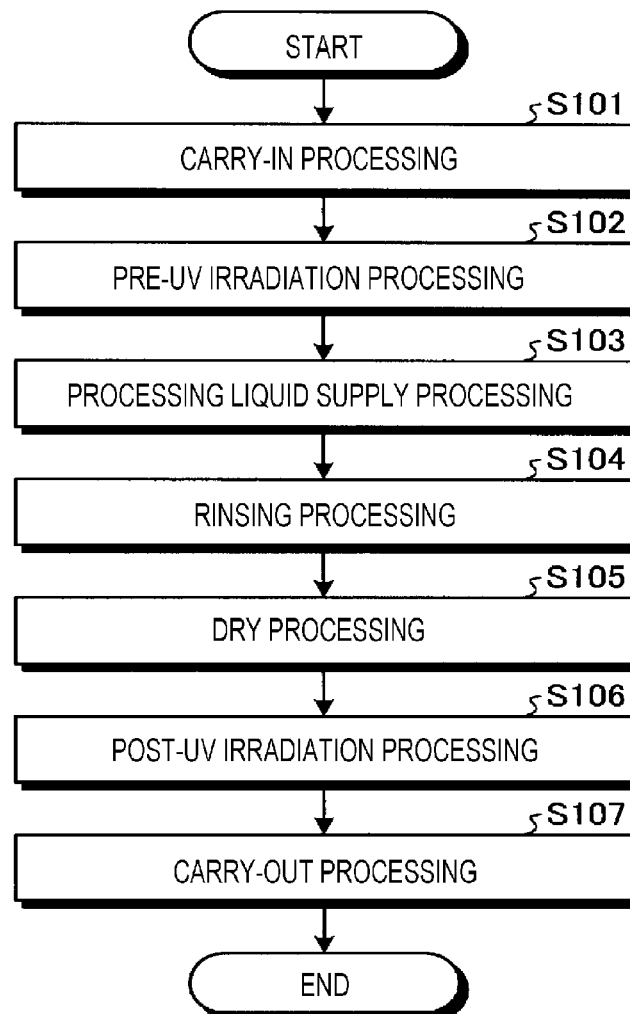 START
S101
CARRY-IN PROCESSING
S102
PRE-UV IRRADIATION PROCESSING
S103
PROCESSING LIQUID SUPPLY PROCESSING
S104
RINSING PROCESSING
S105
DRY PROCESSING
S106
POST-UV IRRADIATION PROCESSING
S107
CARRY-OUT PROCESSING
END